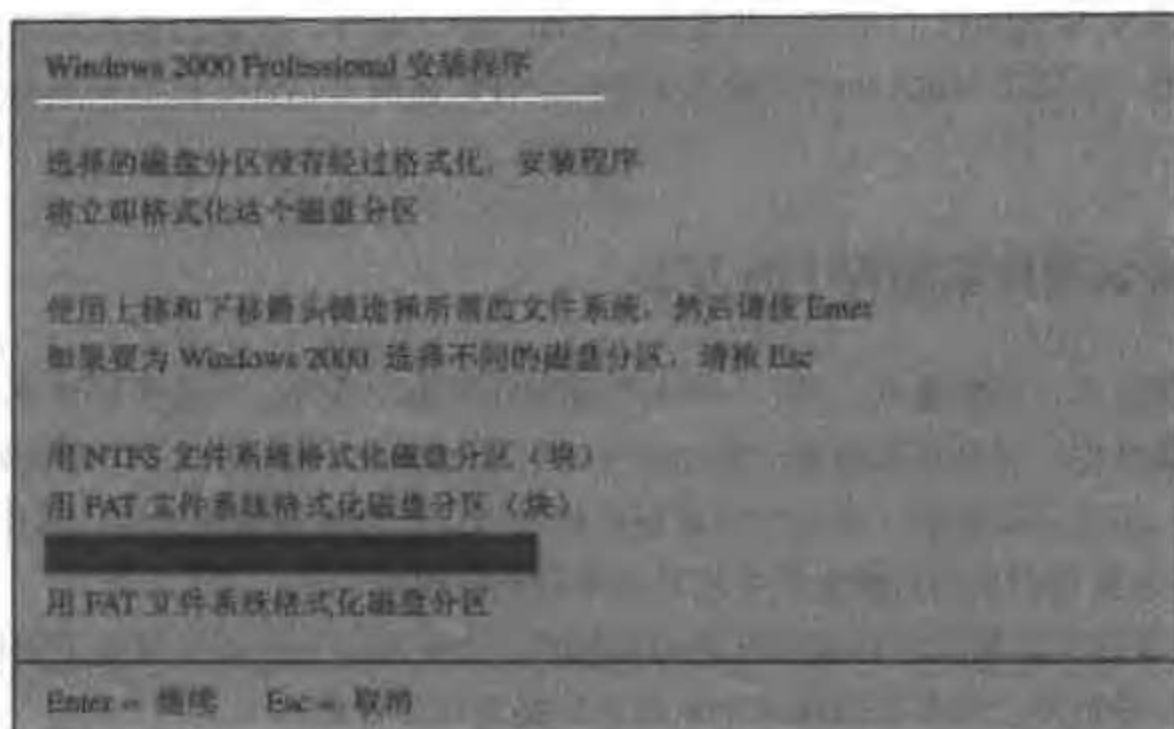 Windows 2000 Professional 安装程序
选择的磁盘分区没有经过格式化，安装程序
将立即格式化这个磁盘分区
使用上移和下移箭头键选择所需的文件系统，然后请按 Enter
如果要为 Windows 2000 选择不同的磁盘分区，请按 Esc
用 NTFS 文件系统格式化磁盘分区（快）
用 FAT 文件系统格式化磁盘分区（快）
用 FAT 文件系统格式化磁盘分区
Enter = 继续 Esc = 取消